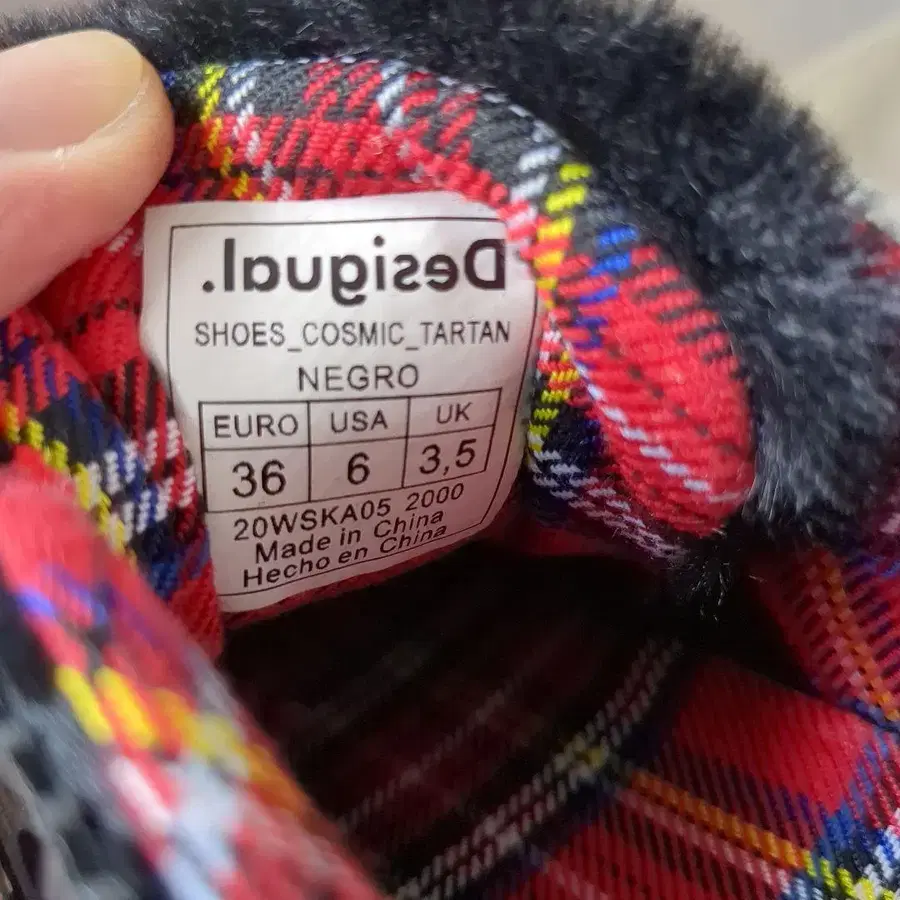 Desigual.
SHOES_COSMIC_TARTAN
NEGRO
EURO USA UK
36 6 3,5
20WSKA05 2000
Made in China
Hecho en China